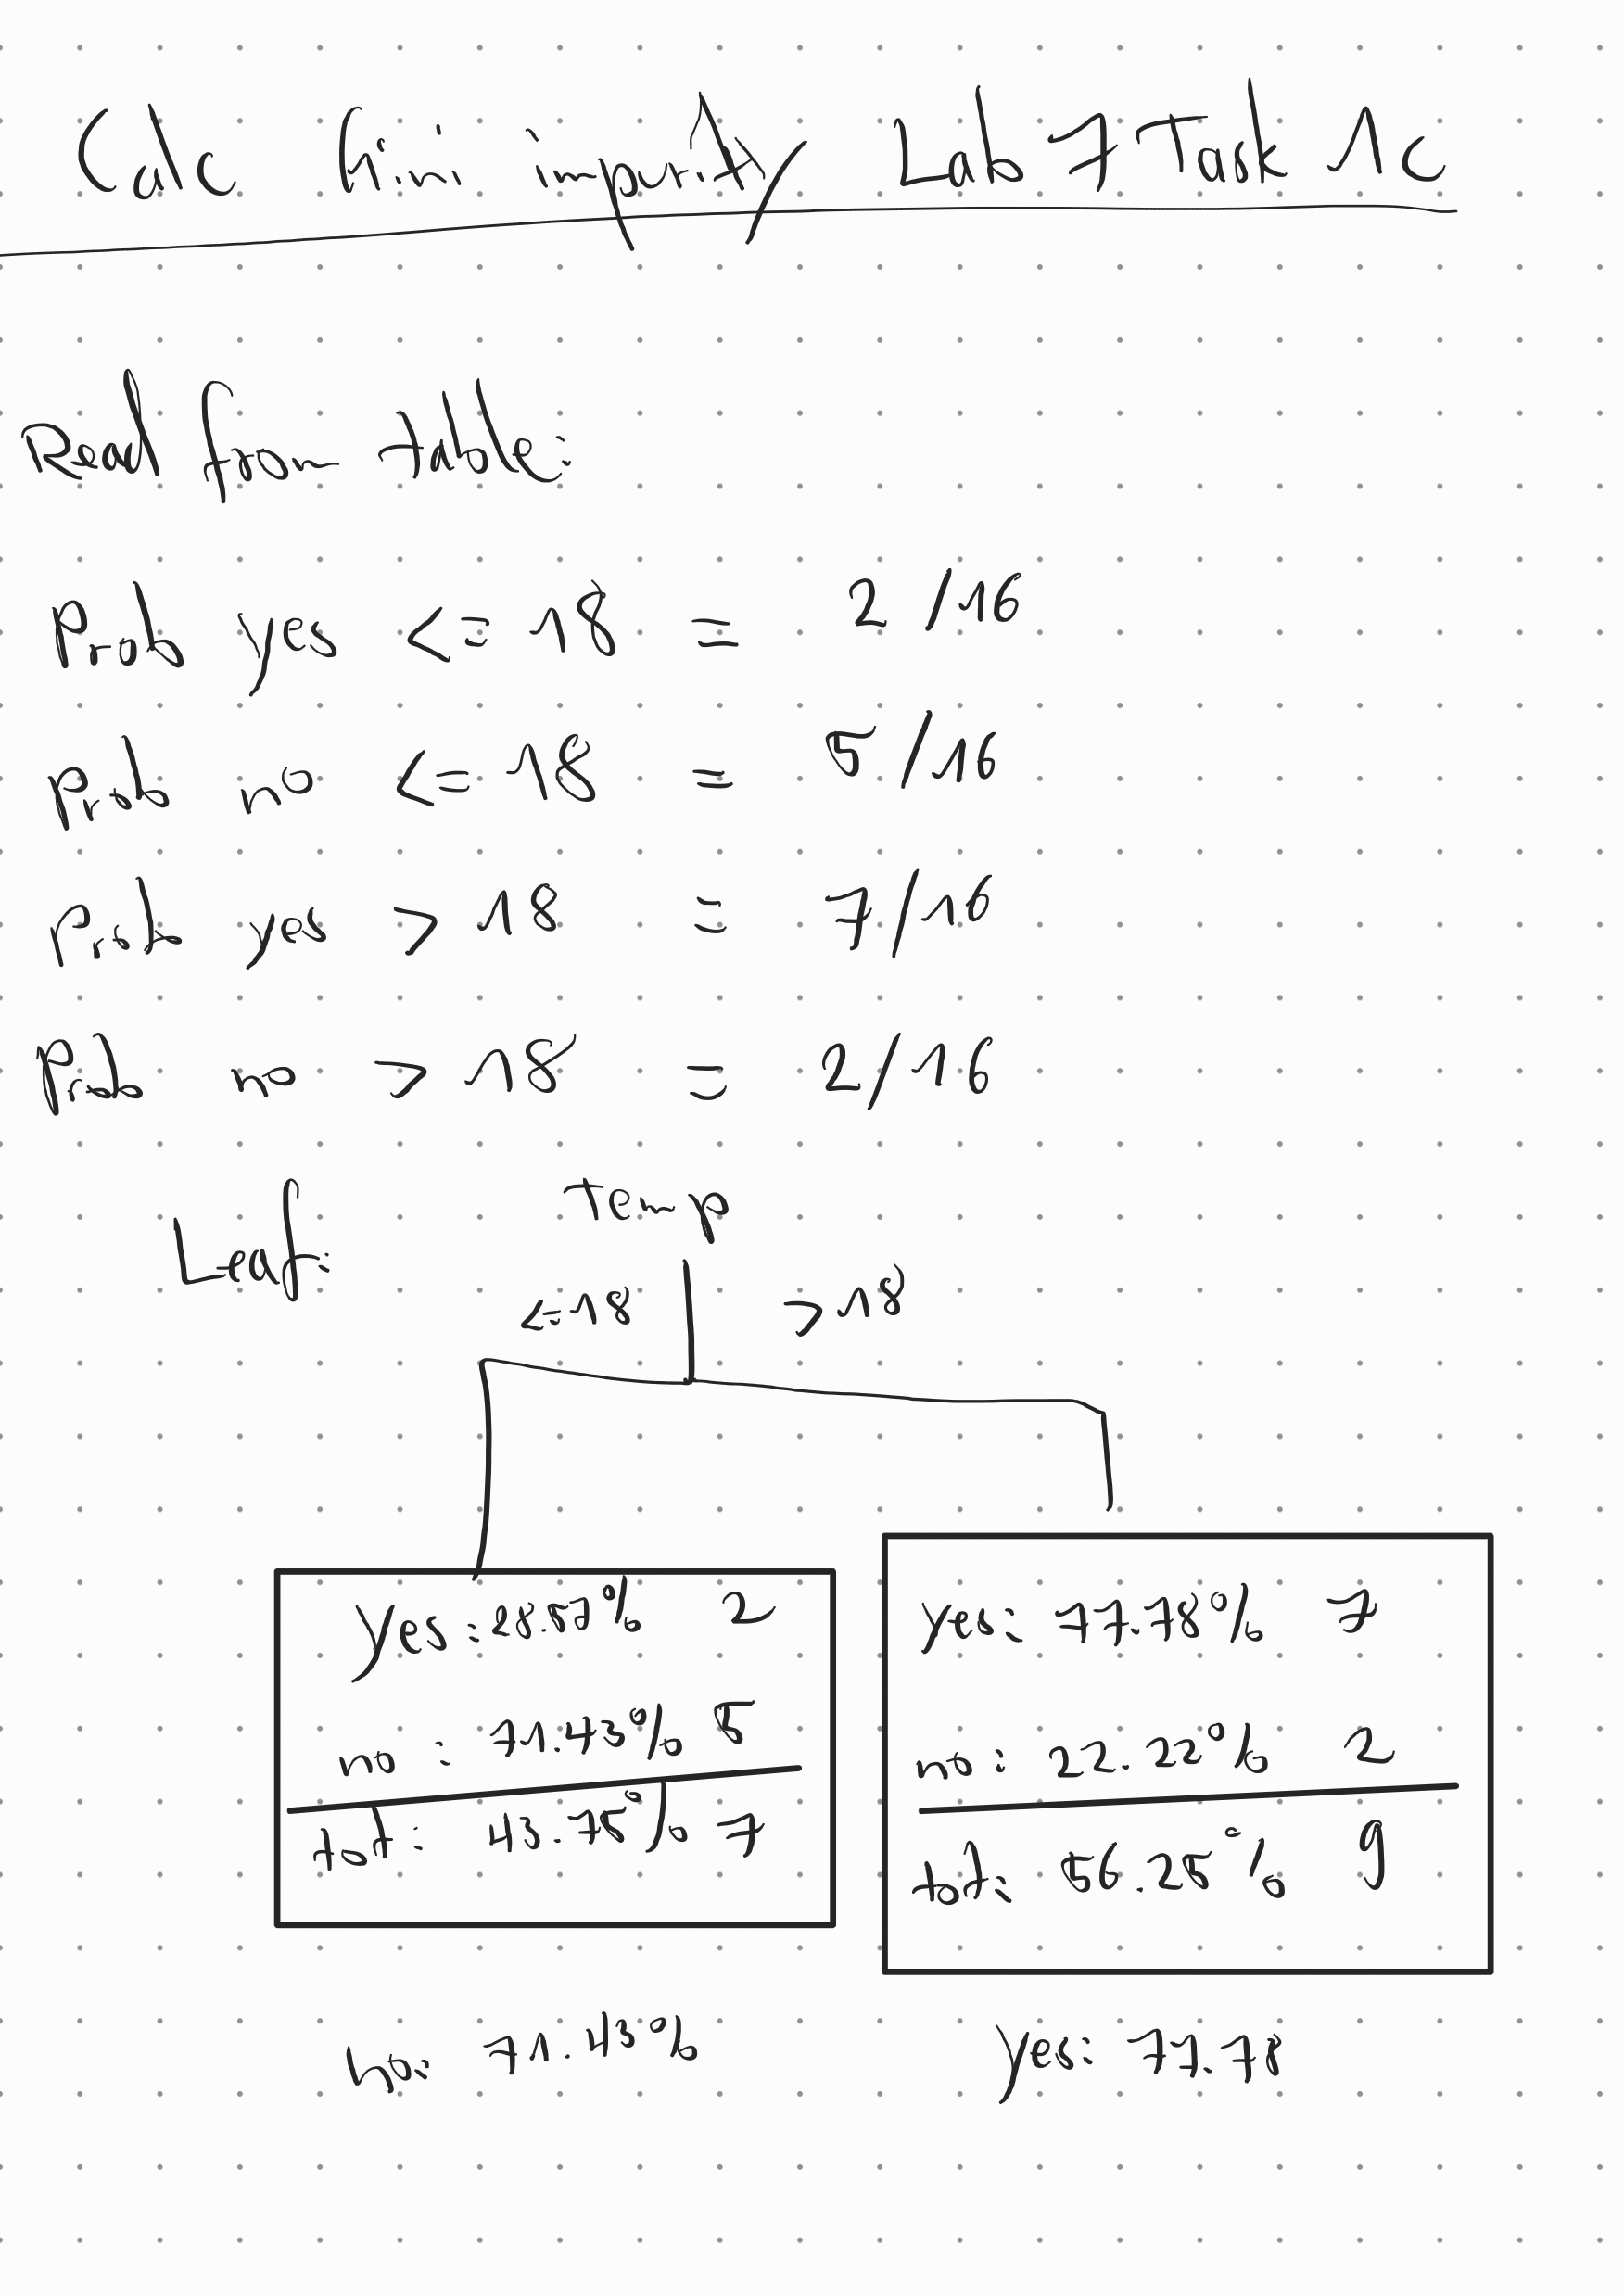 Calc Gini impurity Lab 7 Task 1c
Read from table:
Prob yes <= 18 = 2/16
Prob no <= 18 = 5/16
Prob yes > 18 = 7/16
Prob no > 18 = 2/16
Leaf: Temp
<= 18 > 18
yes: 28.57% 2
no: 71.43% 5
tot: 43.75% 7
yes: 77.78% 7
no: 22.22% 2
tot: 56.25% 9
no: 71.43%
yes: 77.78